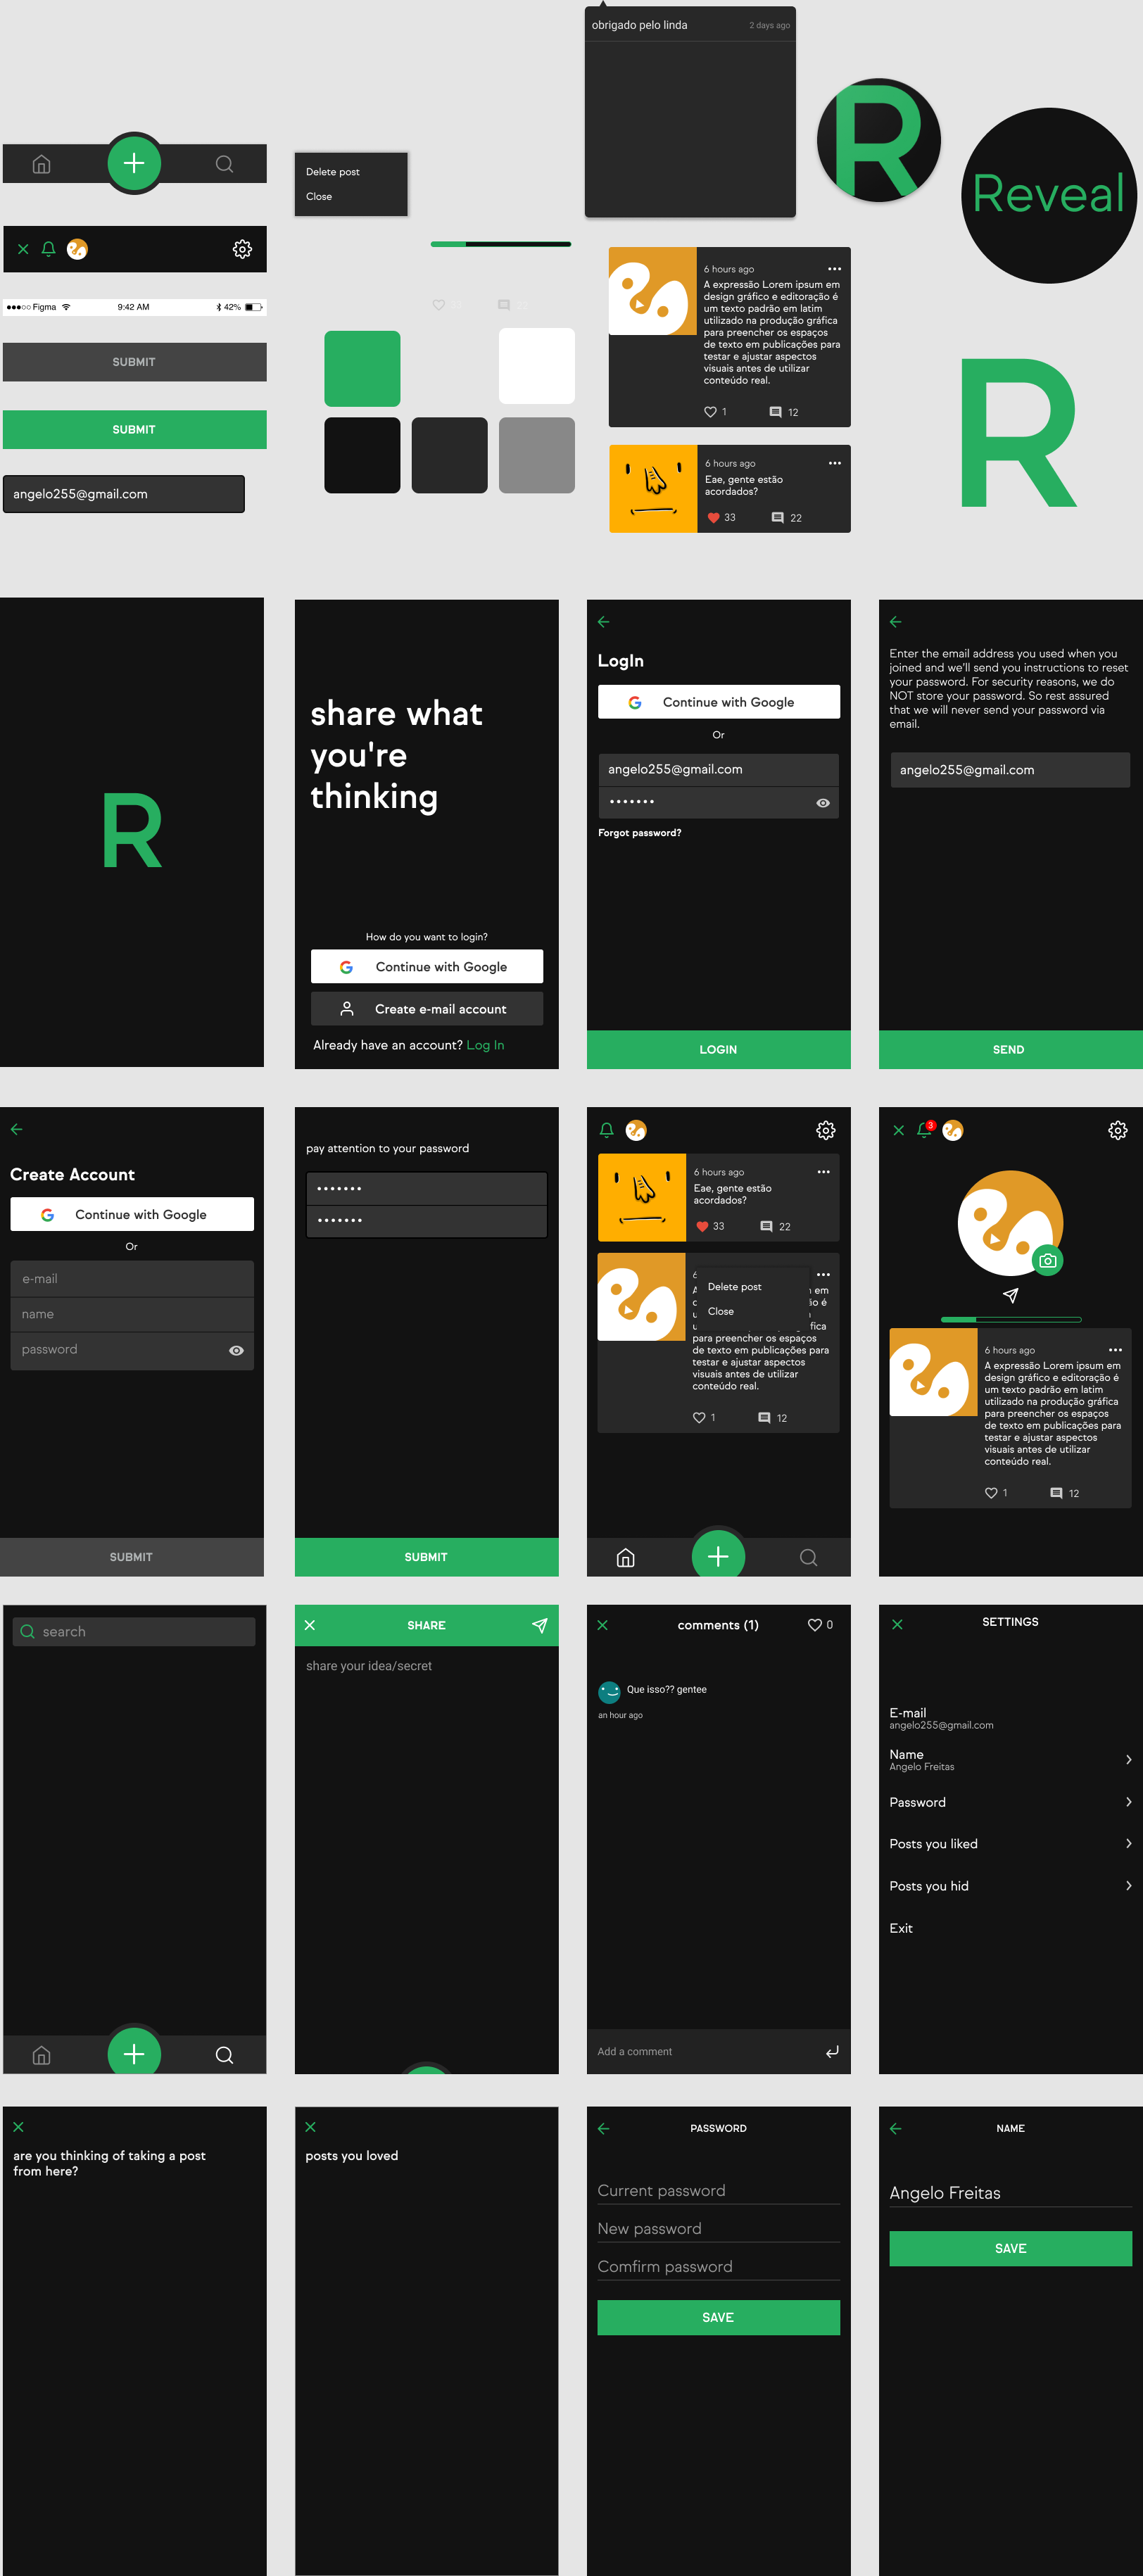 obrigado pelo linda
2 days ago
Delete post
Close
R
Reveal
Figma
9:42 AM
42%
33
22
SUBMIT
SUBMIT
angelo255@gmail.com
6 hours ago
A expressão Lorem ipsum em
design gráfico e editoração é
um texto padrão em latim
utilizado na produção gráfica
para preencher os espaços
de texto em publicações para
testar e ajustar aspectos
visuais antes de utilizar
conteúdo real.
1
12
6 hours ago
Eae, gente estão
acordados?
33
22
R
R
share what
you're
thinking
How do you want to login?
Continue with Google
Create e-mail account
Already have an account? Log In
LogIn
Continue with Google
Or
angelo255@gmail.com
Forgot password?
LOGIN
Enter the email address you used when you
joined and we'll send you instructions to reset
your password. For security reasons, we do
NOT store your password. So rest assured
that we will never send your password via
email.
angelo255@gmail.com
SEND
Create Account
Continue with Google
Or
e-mail
name
password
SUBMIT
pay attention to your password
SUBMIT
6 hours ago
Eae, gente estão
acordados?
33
22
Delete post
Close
para preencher os espaços
de texto em publicações para
testar e ajustar aspectos
visuais antes de utilizar
conteúdo real.
1
12
3
6 hours ago
A expressão Lorem ipsum em
design gráfico e editoração é
um texto padrão em latim
utilizado na produção gráfica
para preencher os espaços
de texto em publicações para
testar e ajustar aspectos
visuais antes de utilizar
conteúdo real.
1
12
search
SHARE
share your idea/secret
comments (1)
0
Que isso?? gentee
an hour ago
Add a comment
SETTINGS
E-mail
angelo255@gmail.com
Name
Angelo Freitas
Password
Posts you liked
Posts you hid
Exit
are you thinking of taking a post
from here?
posts you loved
PASSWORD
Current password
New password
Comfirm password
SAVE
NAME
Angelo Freitas
SAVE